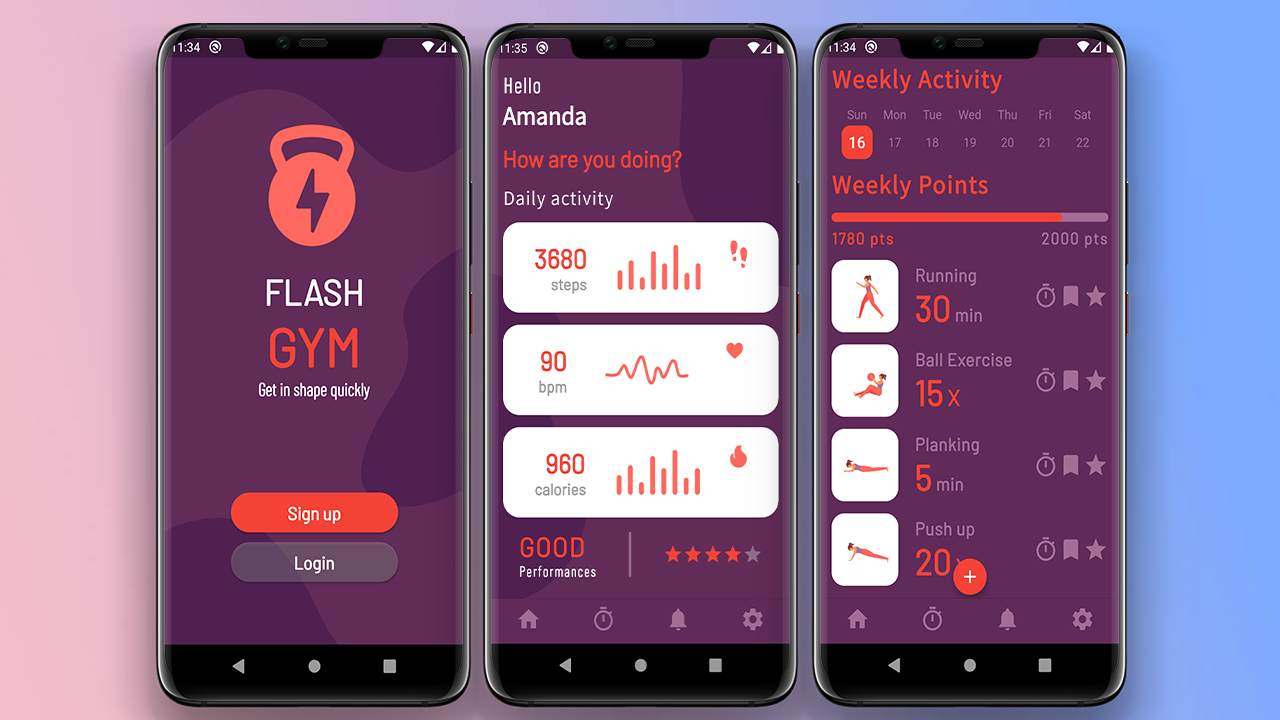 11:34
FLASH
GYM
Get in shape quickly
Sign up
Login
11:35
Hello
Amanda
How are you doing?
Daily activity
3680
steps
90
bpm
960
calories
GOOD
Performances
11:34
Weekly Activity
Sun Mon Tue Wed Thu Fri Sat
16 17 18 19 20 21 22
Weekly Points
1780 pts 2000 pts
Running
30 min
Ball Exercise
15 x
Planking
5 min
Push up
20
+